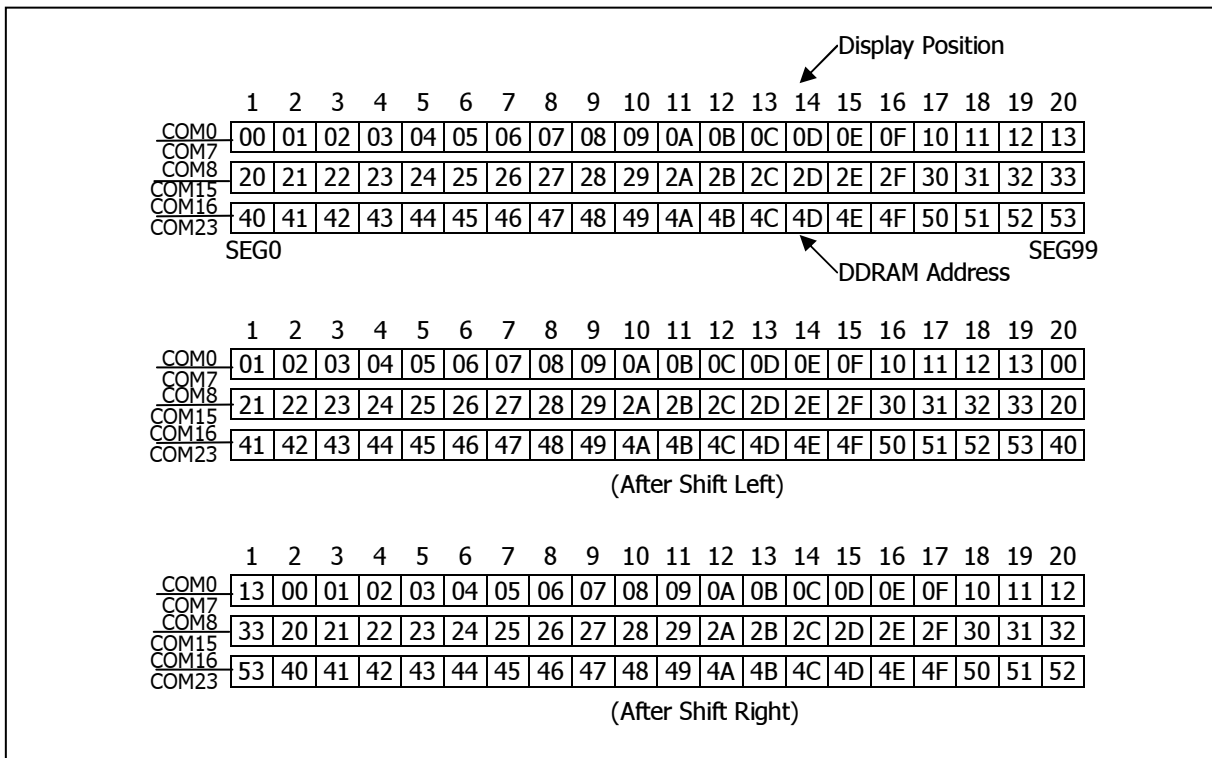 Display Position
1 2 3 4 5 6 7 8 9 10 11 12 13 14 15 16 17 18 19 20
COM0
COM7
00 01 02 03 04 05 06 07 08 09 0A 0B 0C 0D 0E 0F 10 11 12 13
COM8
COM15
20 21 22 23 24 25 26 27 28 29 2A 2B 2C 2D 2E 2F 30 31 32 33
COM16
COM23
40 41 42 43 44 45 46 47 48 49 4A 4B 4C 4D 4E 4F 50 51 52 53
SEG0 SEG99
DDRAM Address
1 2 3 4 5 6 7 8 9 10 11 12 13 14 15 16 17 18 19 20
COM0
COM7
01 02 03 04 05 06 07 08 09 0A 0B 0C 0D 0E 0F 10 11 12 13 00
COM8
COM15
21 22 23 24 25 26 27 28 29 2A 2B 2C 2D 2E 2F 30 31 32 33 20
COM16
COM23
41 42 43 44 45 46 47 48 49 4A 4B 4C 4D 4E 4F 50 51 52 53 40
(After Shift Left)
1 2 3 4 5 6 7 8 9 10 11 12 13 14 15 16 17 18 19 20
COM0
COM7
13 00 01 02 03 04 05 06 07 08 09 0A 0B 0C 0D 0E 0F 10 11 12
COM8
COM15
33 20 21 22 23 24 25 26 27 28 29 2A 2B 2C 2D 2E 2F 30 31 32
COM16
COM23
53 40 41 42 43 44 45 46 47 48 49 4A 4B 4C 4D 4E 4F 50 51 52
(After Shift Right)